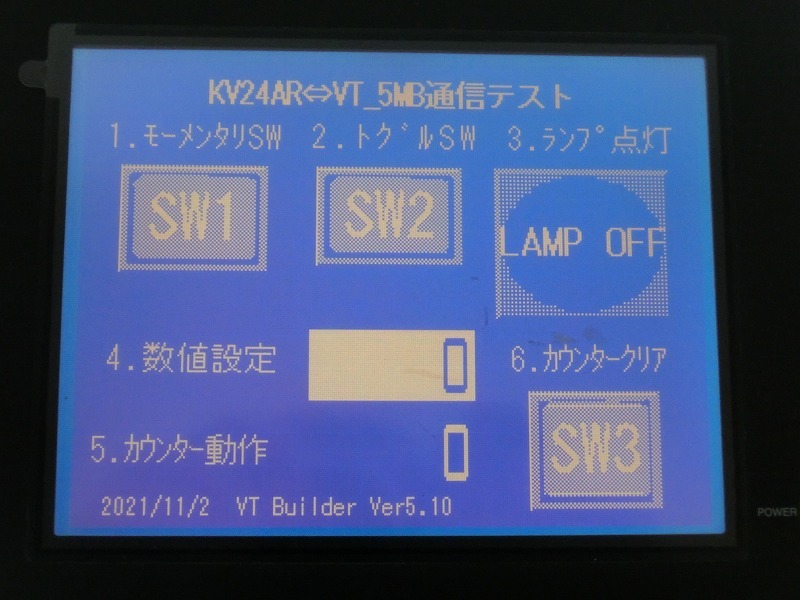 KV24AR⇔VT_5MB通信テスト
1.ﾓｰﾒﾝﾀﾘSW 2.ﾄｸﾞﾙSW 3.ﾗﾝﾌﾟ点灯
SW1 SW2 LAMP OFF
4.数値設定 0 6.ｶｳﾝﾀｰｸﾘｱ
5.ｶｳﾝﾀｰ動作 0 SW3
2021/11/2 VT Builder Ver5.10
POWER